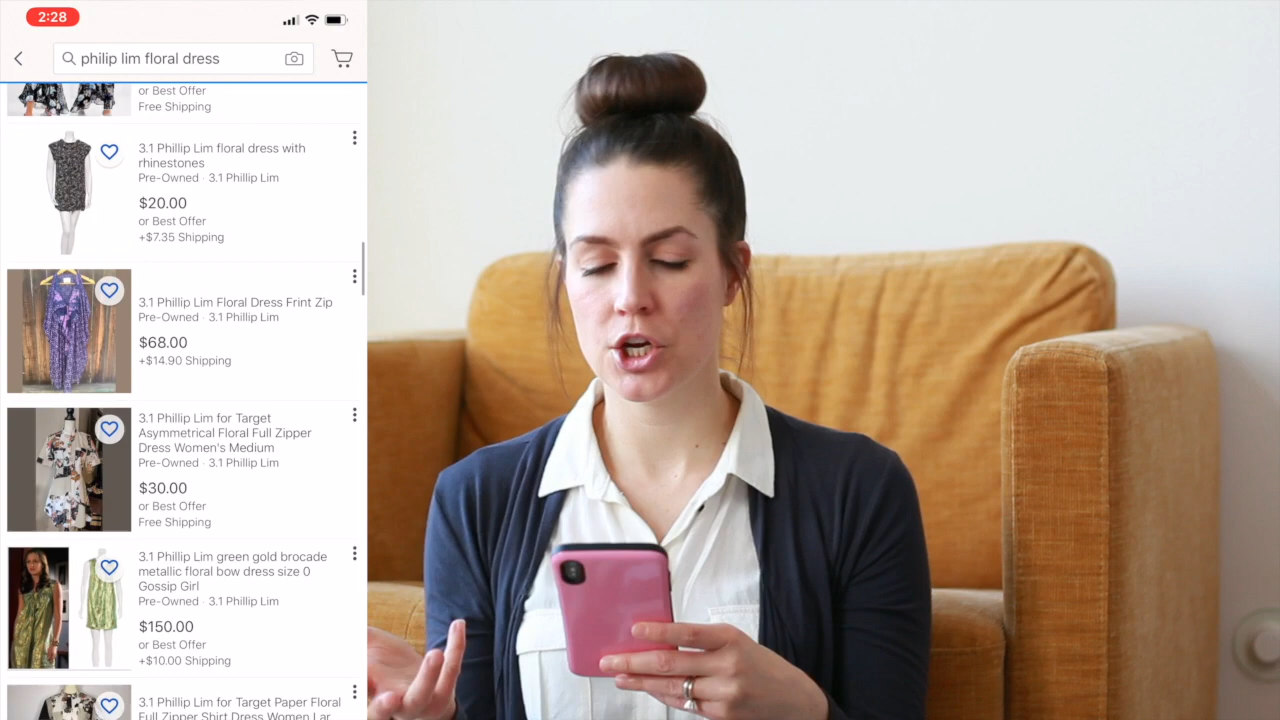 2:28
philip lim floral dress
or Best Offer
Free Shipping
3.1 Phillip Lim floral dress with
rhinestones
Pre-Owned · 3.1 Phillip Lim
$20.00
or Best Offer
+$7.35 Shipping
3.1 Phillip Lim Floral Dress Frint Zip
Pre-Owned · 3.1 Phillip Lim
$68.00
+$14.90 Shipping
3.1 Phillip Lim for Target
Asymmetrical Floral Full Zipper
Dress Women's Medium
Pre-Owned · 3.1 Phillip Lim
$30.00
or Best Offer
Free Shipping
3.1 Phillip Lim green gold brocade
metallic floral bow dress size 0
Gossip Girl
Pre-Owned · 3.1 Phillip Lim
$150.00
or Best Offer
+$10.00 Shipping
3.1 Phillip Lim for Target Paper Floral
Full Zipper Shirt Dress Women Lar